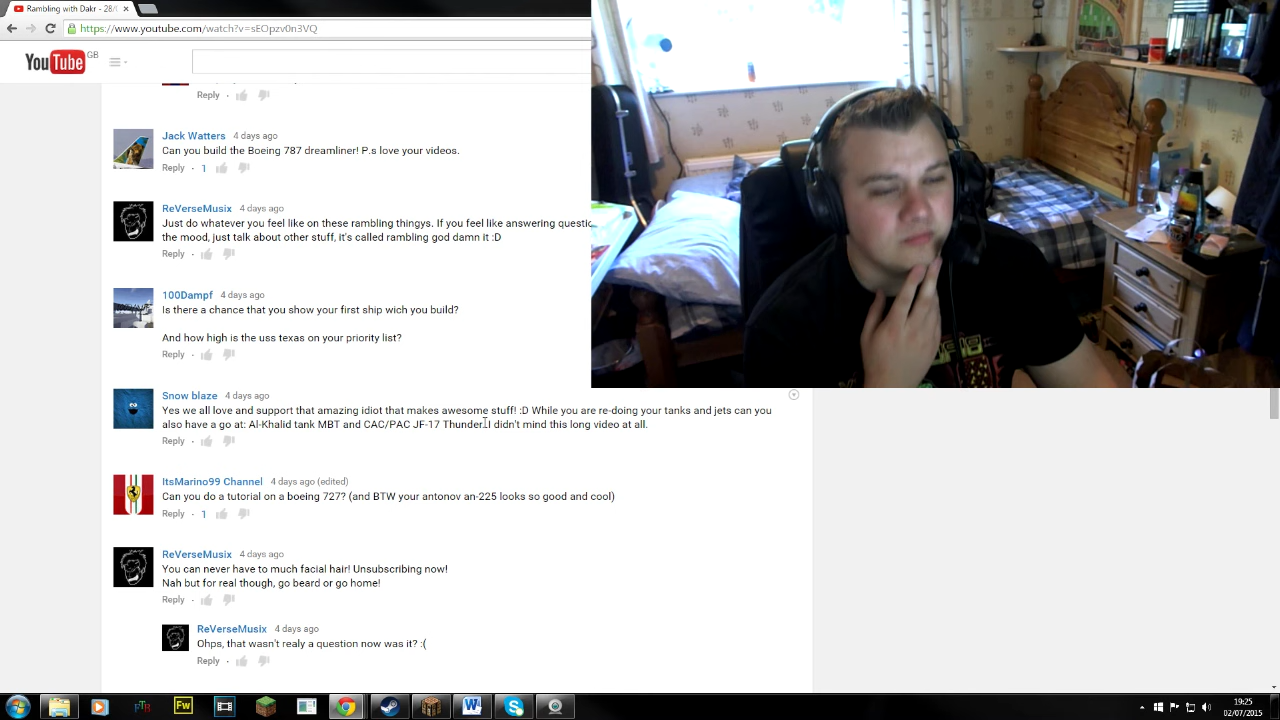 Rambling with Dakr - 28/
https://www.youtube.com/watch?v=sEOpzv0n3VQ
YouTube GB
Reply
Jack Watters 4 days ago
Can you build the Boeing 787 dreamliner! P.s love your videos.
Reply · 1
ReVerseMusix 4 days ago
Just do whatever you feel like on these rambling thingys. If you feel like answering
the mood, just talk about other stuff, it's called rambling god damn it :D
Reply
100Dampf 4 days ago
Is there a chance that you show your first ship wich you build?
And how high is the uss texas on your priority list?
Reply
Snow blaze 4 days ago
Yes we all love and support that amazing idiot that makes awesome stuff! :D While you are re-doing your tanks and jets can you
also have a go at: Al-Khalid tank MBT and CAC/PAC JF-17 Thunder. I didn't mind this long video at all.
Reply
ItsMarino99 Channel 4 days ago (edited)
Can you do a tutorial on a boeing 727? (and BTW your antonov an-225 looks so good and cool)
Reply · 1
ReVerseMusix 4 days ago
You can never have to much facial hair! Unsubscribing now!
Nah but for real though, go beard or go home!
Reply
ReVerseMusix 4 days ago
Ohps, that wasn't realy a question now was it? :(
Reply
FTB Fw W S
19:25
02/07/2015